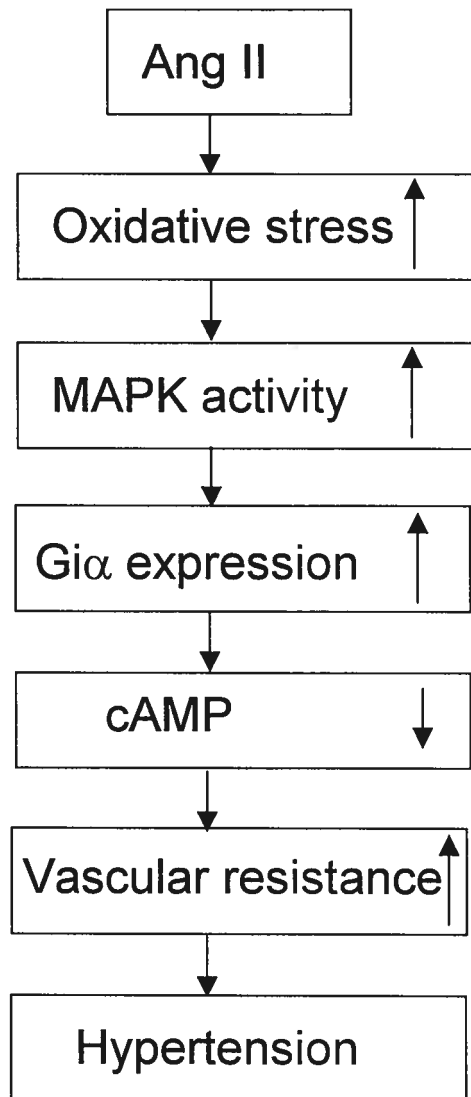 Ang II
Oxidative stress
MAPK activity
Giα expression
cAMP
Vascular resistance
Hypertension